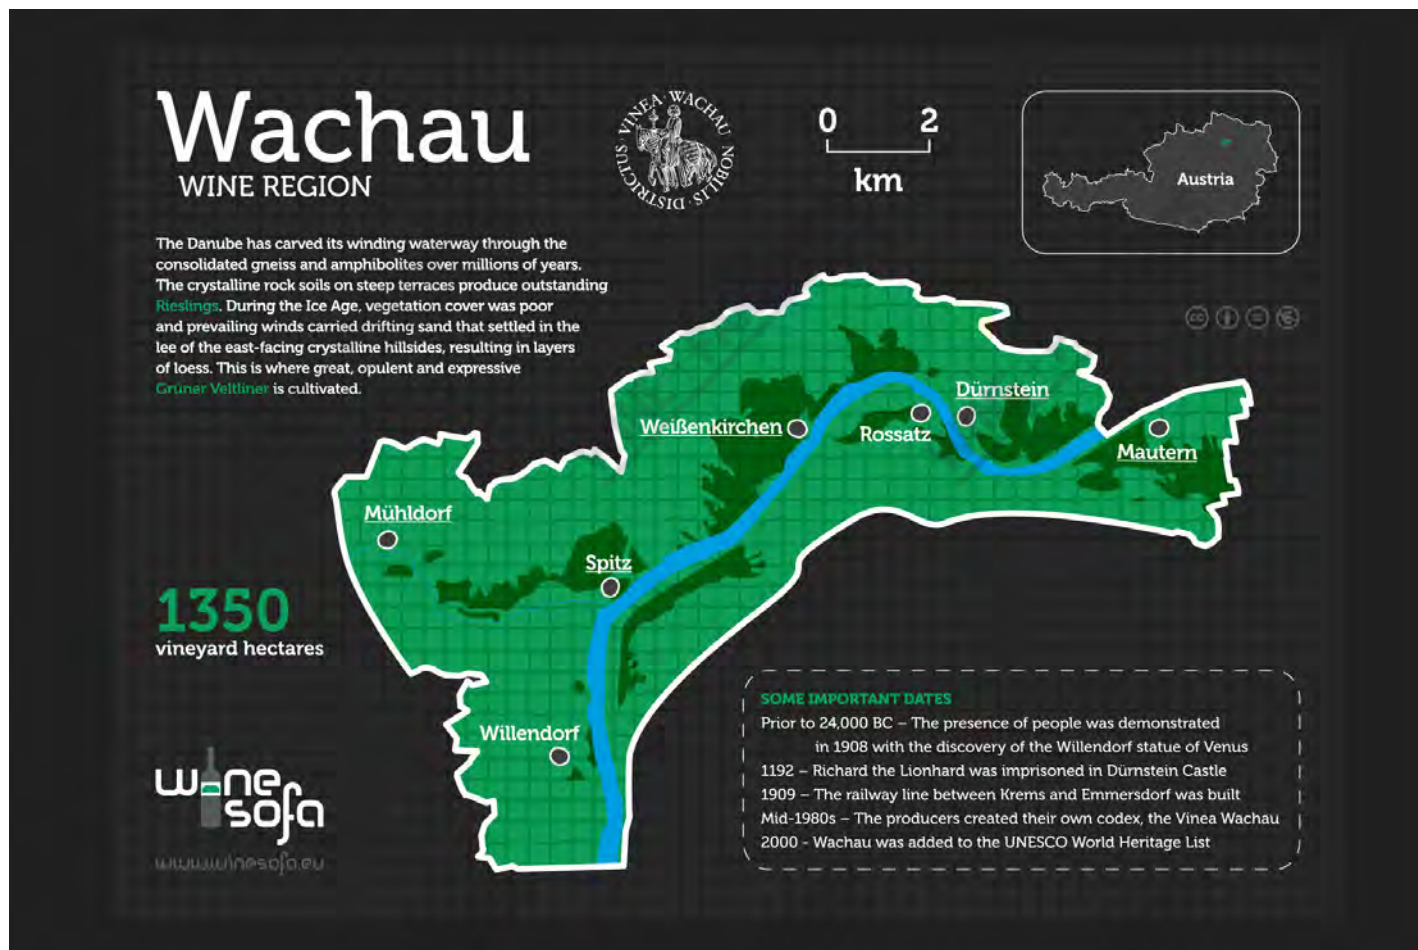 Wachau
WINE REGION
VINEA · WACHAU NOBILIS · DISTRICTUS
0 2
km
Austria
The Danube has carved its winding waterway through the
consolidated gneiss and amphibolites over millions of years.
The crystalline rock soils on steep terraces produce outstanding
Rieslings. During the Ice Age, vegetation cover was poor
and prevailing winds carried drifting sand that settled in the
lee of the east-facing crystalline hillsides, resulting in layers
of loess. This is where great, opulent and expressive
Grüner Veltliner is cultivated.
cc
Dürnstein
Weißenkirchen
Rossatz
Mautern
Mühldorf
Spitz
Willendorf
1350
vineyard hectares
wine
sofa
www.winesofa.eu
SOME IMPORTANT DATES
Prior to 24,000 BC – The presence of people was demonstrated
in 1908 with the discovery of the Willendorf statue of Venus
1192 – Richard the Lionhard was imprisoned in Dürnstein Castle
1909 – The railway line between Krems and Emmersdorf was built
Mid-1980s – The producers created their own codex, the Vinea Wachau
2000 - Wachau was added to the UNESCO World Heritage List